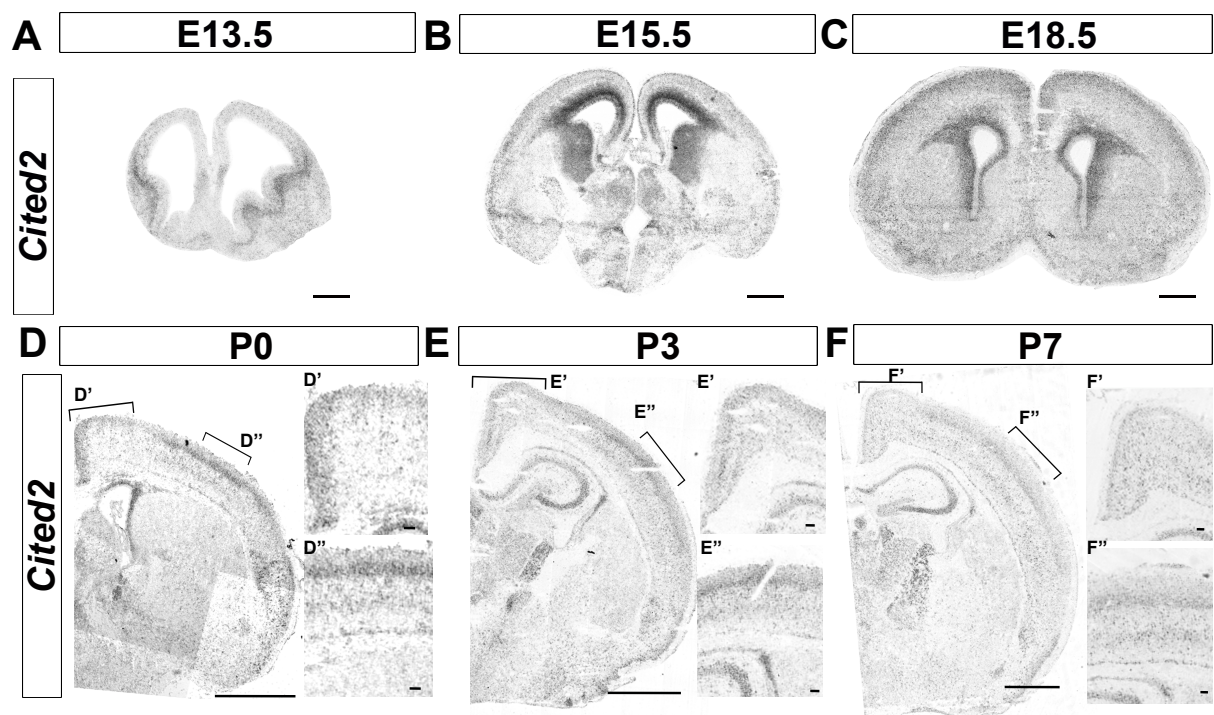 A
E13.5
B
E15.5
C
E18.5
Cited2
D
P0
E
P3
F
P7
Cited2
D’
D’’
D’
D’’
E’
E’’
E’
E’’
F’
F’’
F’
F’’